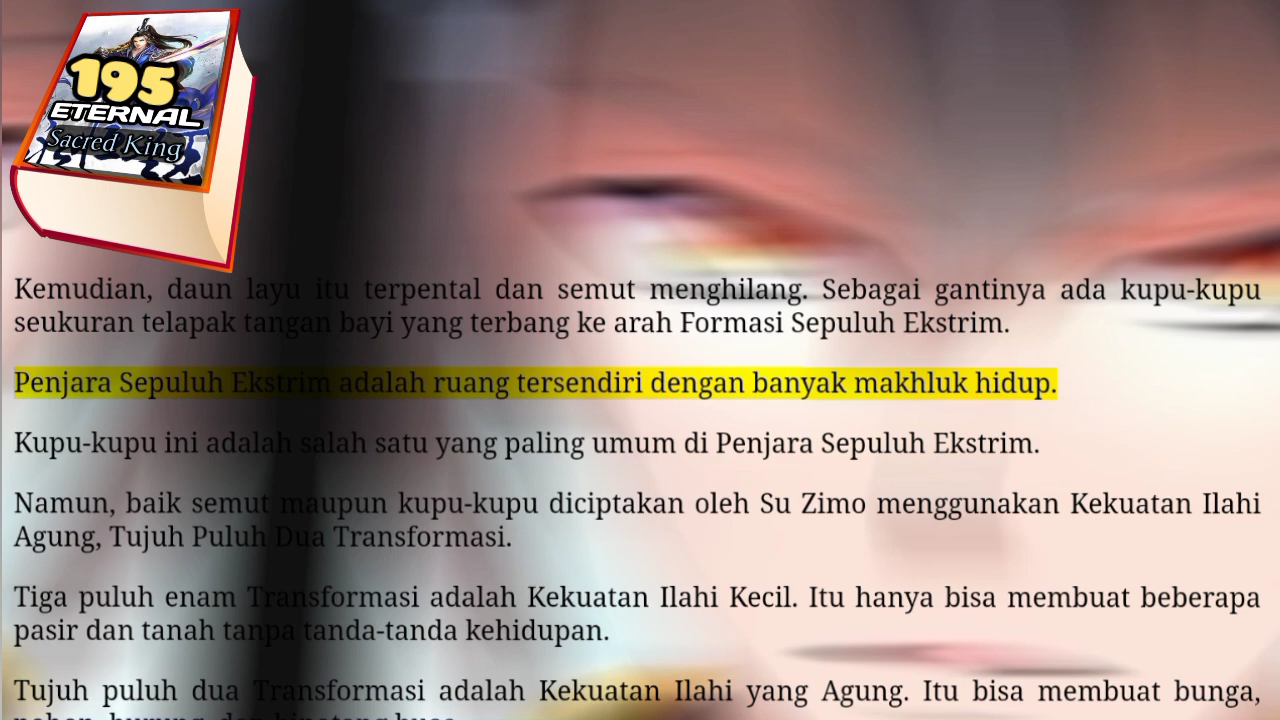 195
ETERNAL
Sacred King
Kemudian, daun layu itu terpental dan semut menghilang. Sebagai gantinya ada kupu-kupu
seukuran telapak tangan bayi yang terbang ke arah Formasi Sepuluh Ekstrim.
Penjara Sepuluh Ekstrim adalah ruang tersendiri dengan banyak makhluk hidup.
Kupu-kupu ini adalah salah satu yang paling umum di Penjara Sepuluh Ekstrim.
Namun, baik semut maupun kupu-kupu diciptakan oleh Su Zimo menggunakan Kekuatan Ilahi
Agung, Tujuh Puluh Dua Transformasi.
Tiga puluh enam Transformasi adalah Kekuatan Ilahi Kecil. Itu hanya bisa membuat beberapa
pasir dan tanah tanpa tanda-tanda kehidupan.
Tujuh puluh dua Transformasi adalah Kekuatan Ilahi yang Agung. Itu bisa membuat bunga,